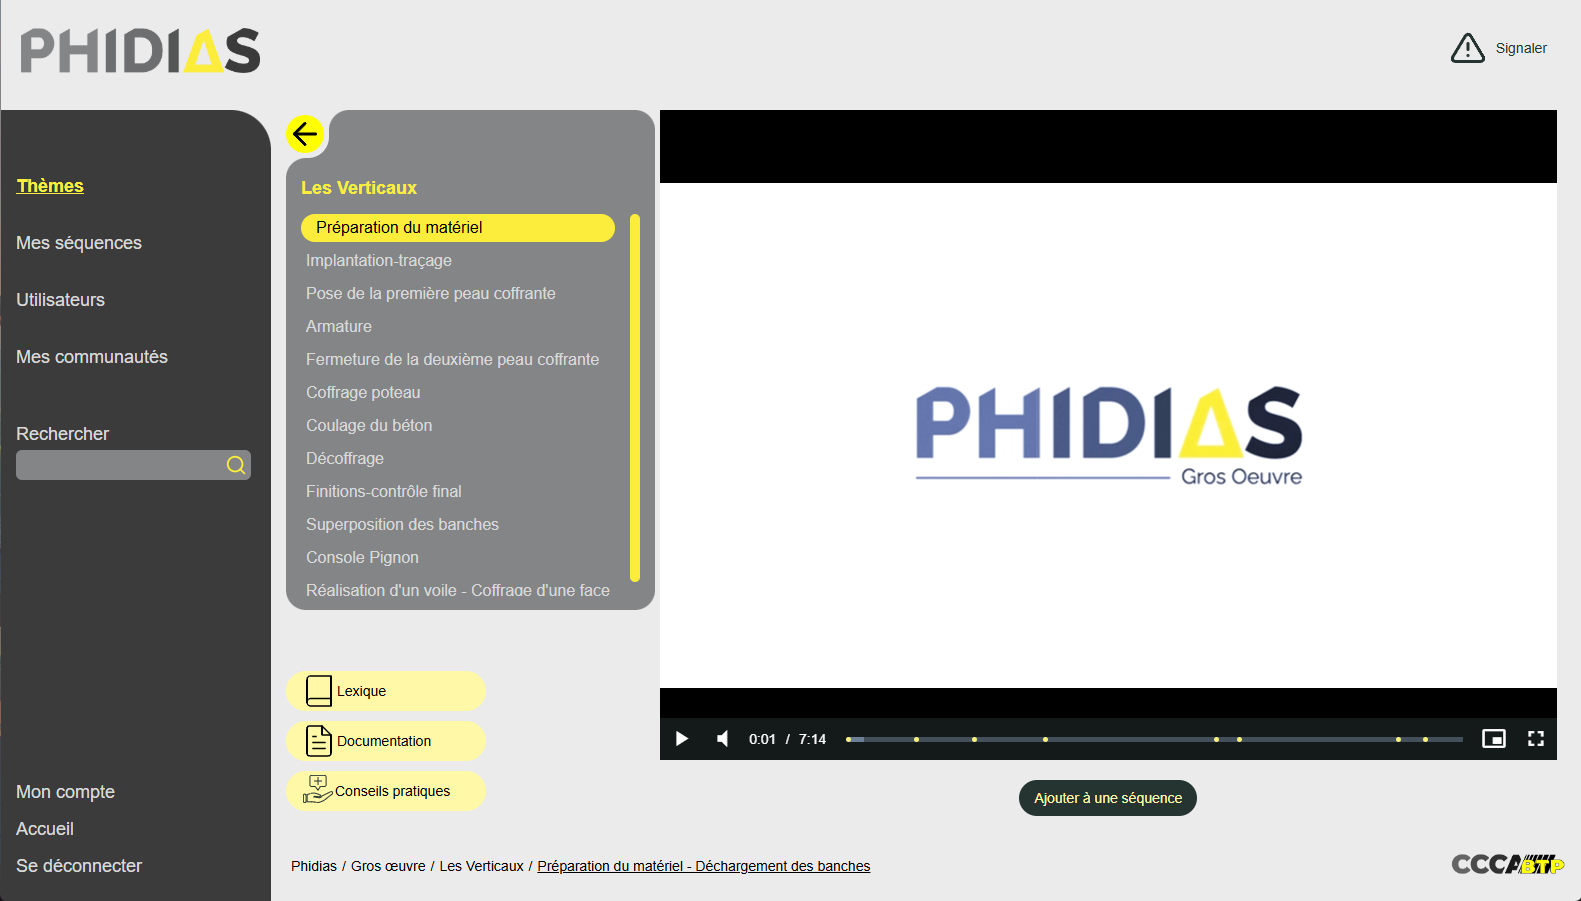 PHIDIAS
Signaler
Thèmes
Mes séquences
Utilisateurs
Mes communautés
Rechercher
Mon compte
Accueil
Se déconnecter
Les Verticaux
Préparation du matériel
Implantation-traçage
Pose de la première peau coffrante
Armature
Fermeture de la deuxième peau coffrante
Coffrage poteau
Coulage du béton
Décoffrage
Finitions-contrôle final
Superposition des banches
Console Pignon
Réalisation d'un voile - Coffrage d'une face
Lexique
Documentation
Conseils pratiques
PHIDIAS
Gros Oeuvre
0:01 / 7:14
Ajouter à une séquence
Phidias / Gros œuvre / Les Verticaux / Préparation du matériel - Déchargement des banches
CCCA BTP